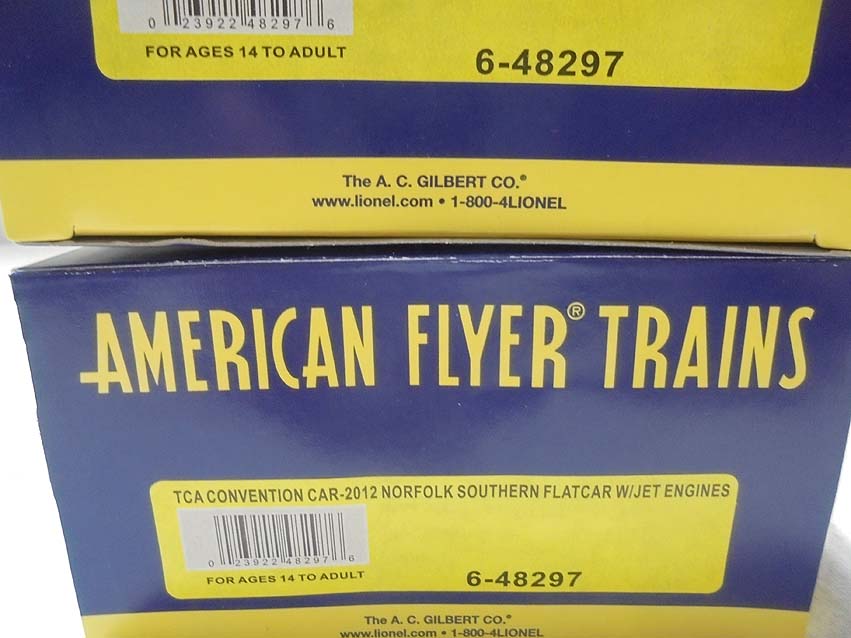 0 23922 48297 6
FOR AGES 14 TO ADULT
6-48297
The A. C. GILBERT CO.®
www.lionel.com • 1-800-4LIONEL
AMERICAN FLYER® TRAINS
TCA CONVENTION CAR-2012 NORFOLK SOUTHERN FLATCAR W/JET ENGINES
0 23922 48297 6
FOR AGES 14 TO ADULT
6-48297
The A. C. GILBERT CO.®
www.lionel.com • 1-800-4LIONEL